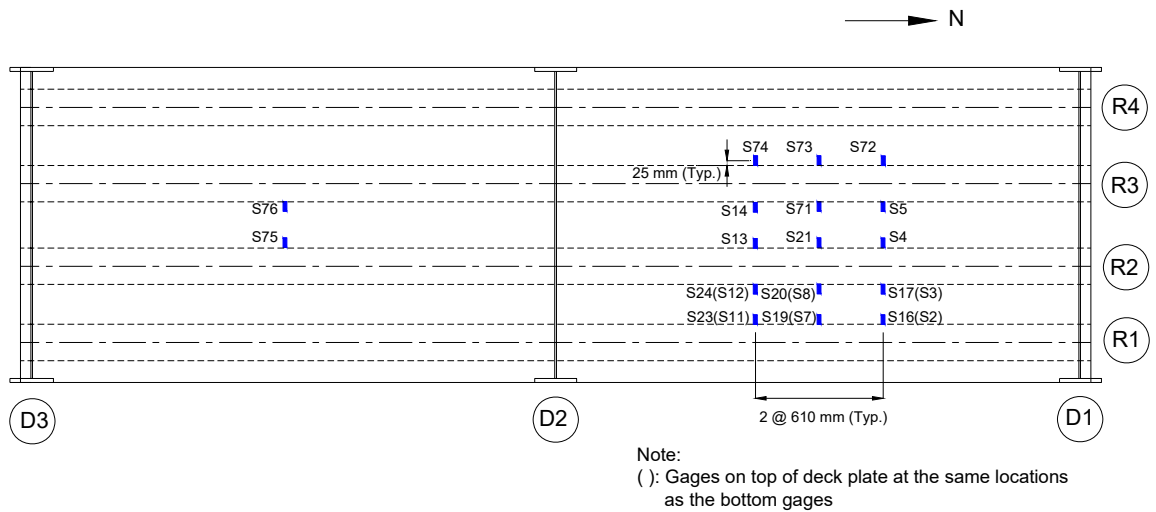 N
R4
S74 S73 S72
25 mm (Typ.)
R3
S76 S14 S71 S5
S75 S13 S21 S4
R2
S24(S12) S20(S8) S17(S3)
S23(S11) S19(S7) S16(S2)
R1
D3 D2 D1
2 @ 610 mm (Typ.)
Note:
( ): Gages on top of deck plate at the same locations
as the bottom gages